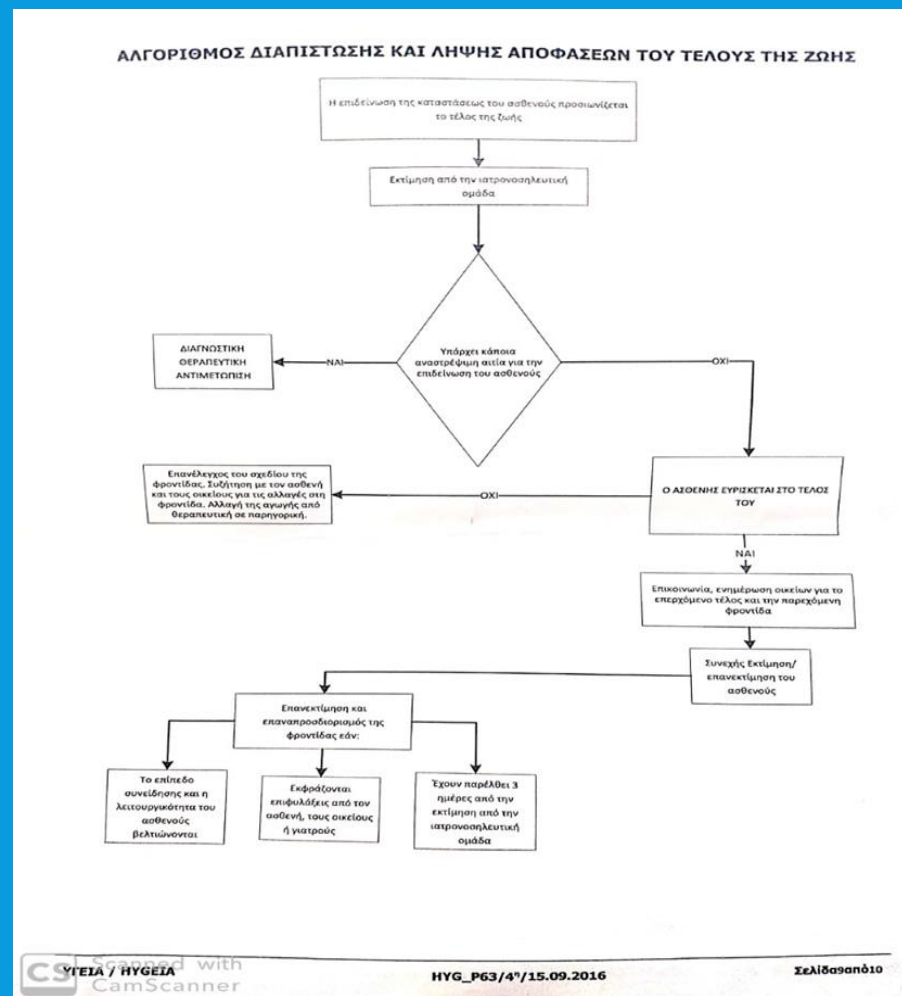 ΑΛΓΟΡΙΘΜΟΣ ΔΙΑΠΙΣΤΩΣΗΣ ΚΑΙ ΛΗΨΗΣ ΑΠΟΦΑΣΕΩΝ ΤΟΥ ΤΕΛΟΥΣ ΤΗΣ ΖΩΗΣ
Η επιδείνωση της καταστάσεως του ασθενούς προσιωνίζεται
το τέλος της ζωής
Εκτίμηση από την ιατρονοσηλευτική
ομάδα
Υπάρχει κάποια
αναστρέψιμη αιτία για την
επιδείνωση του ασθενούς
ΝΑΙ
ΔΙΑΓΝΩΣΤΙΚΗ
ΘΕΡΑΠΕΥΤΙΚΗ
ΑΝΤΙΜΕΤΩΠΙΣΗ
ΟΧΙ
Ο ΑΣΘΕΝΗΣ ΕΥΡΙΣΚΕΤΑΙ ΣΤΟ ΤΕΛΟΣ
ΤΟΥ
ΟΧΙ
Επανέλεγχος του σχεδίου της
φροντίδας. Συζήτηση με τον ασθενή
και τους οικείους για τις αλλαγές στη
φροντίδα. Αλλαγή της αγωγής από
θεραπευτική σε παρηγορική.
ΝΑΙ
Επικοινωνία, ενημέρωση οικείων για το
επερχόμενο τέλος και την παρεχόμενη
φροντίδα
Συνεχής Εκτίμηση/
επανεκτίμηση του
ασθενούς
Επανεκτίμηση και
επαναπροσδιορισμός της
φροντίδας εάν:
Το επίπεδο
συνείδησης και η
λειτουργικότητα του
ασθενούς
βελτιώνονται
Εκφράζονται
επιφυλάξεις από τον
ασθενή, τους οικείους
ή γιατρούς
Έχουν παρέλθει 3
ημέρες από την
εκτίμηση από την
ιατρονοσηλευτική
ομάδα
ΥΓΕΙΑ / HYGEIA
HYG_P63/4η/15.09.2016
Σελίδα9από10
CS Scanned with
CamScanner